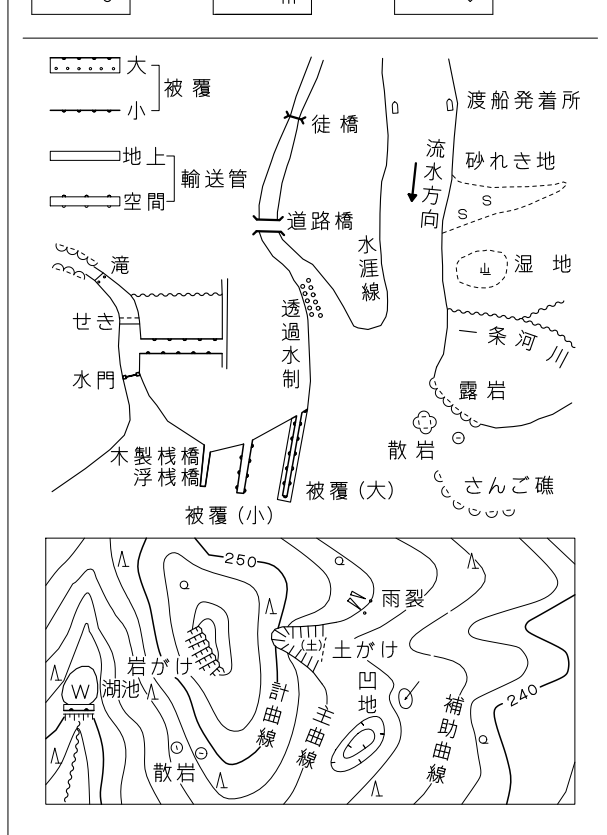 大
小
被覆
地上
空間
輸送管
徒橋
道路橋
渡船発着所
流水方向
砂れき地
S
湿地
水涯線
一条河川
滝
せき
水門
透過水制
露岩
散岩
さんご礁
木製桟橋
浮桟橋
被覆(大)
被覆(小)
250
雨裂
岩がけ
(土)
土がけ
W
湖池
凹地
計曲線
主曲線
補助曲線
240
散岩